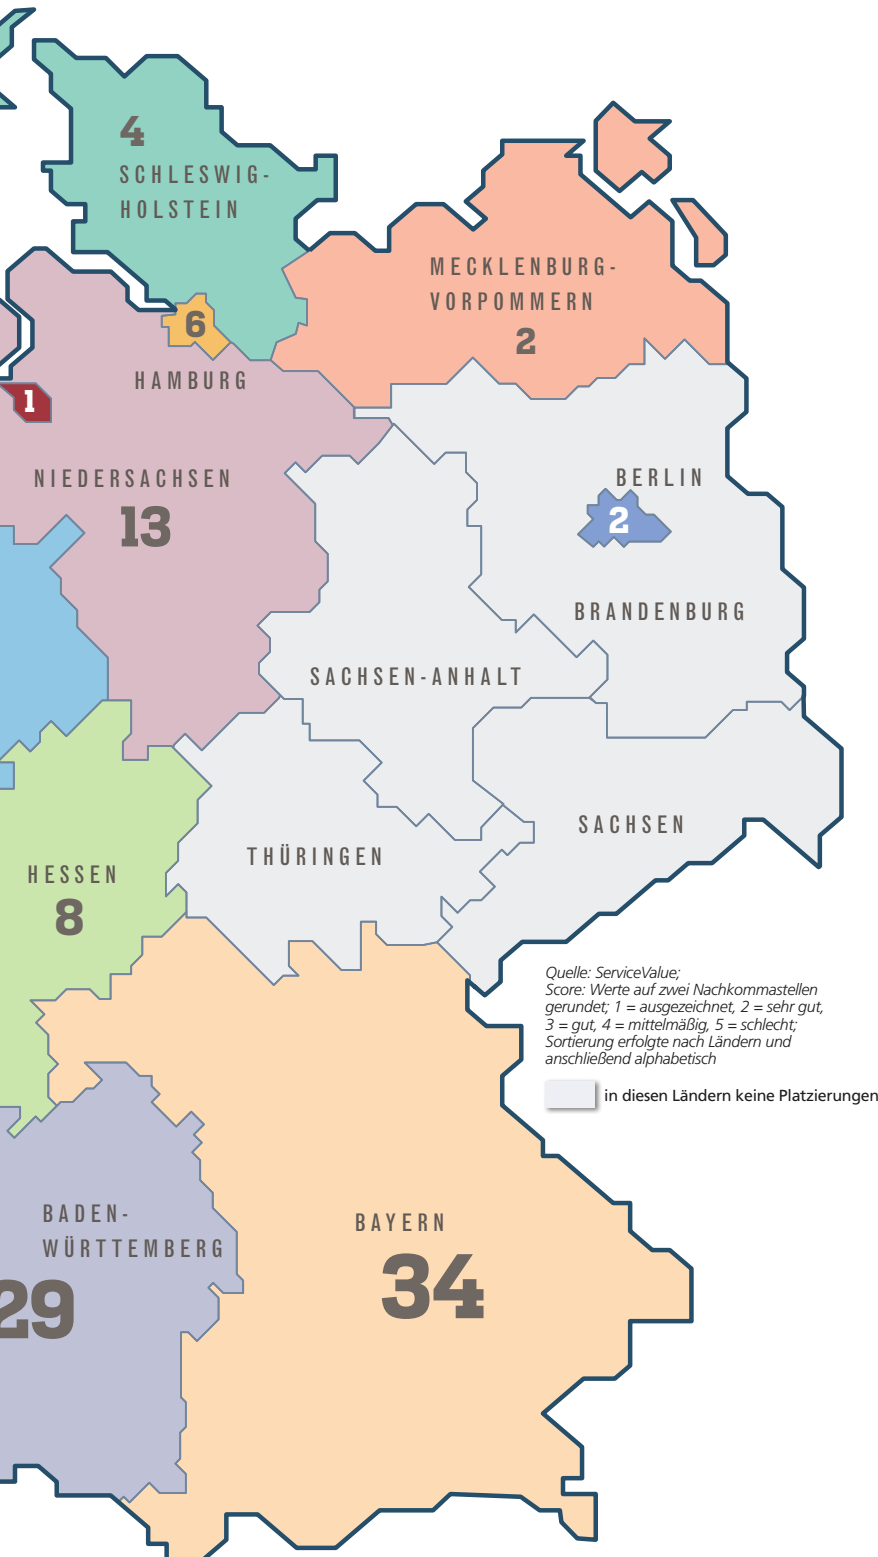 4
SCHLESWIG-
HOLSTEIN
MECKLENBURG-
VORPOMMERN
2
6
HAMBURG
1
NIEDERSACHSEN
13
BERLIN
2
BRANDENBURG
SACHSEN-ANHALT
SACHSEN
THÜRINGEN
HESSEN
8
Quelle: ServiceValue;
Score: Werte auf zwei Nachkommastellen
gerundet; 1 = ausgezeichnet, 2 = sehr gut,
3 = gut, 4 = mittelmäßig, 5 = schlecht;
Sortierung erfolgte nach Ländern und
anschließend alphabetisch
in diesen Ländern keine Platzierungen
BADEN-
WÜRTTEMBERG
29
BAYERN
34